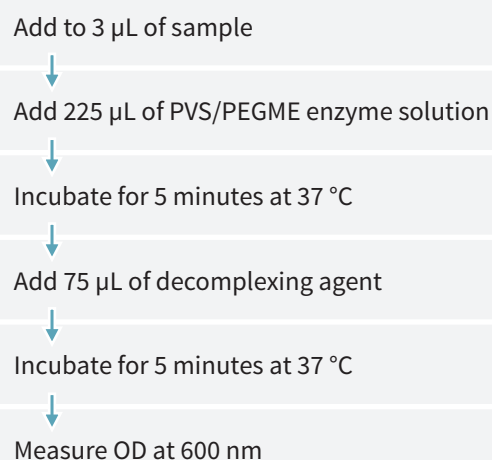 Add to 3 µL of sample
Add 225 µL of PVS/PEGME enzyme solution
Incubate for 5 minutes at 37 °C
Add 75 µL of decomplexing agent
Incubate for 5 minutes at 37 °C
Measure OD at 600 nm